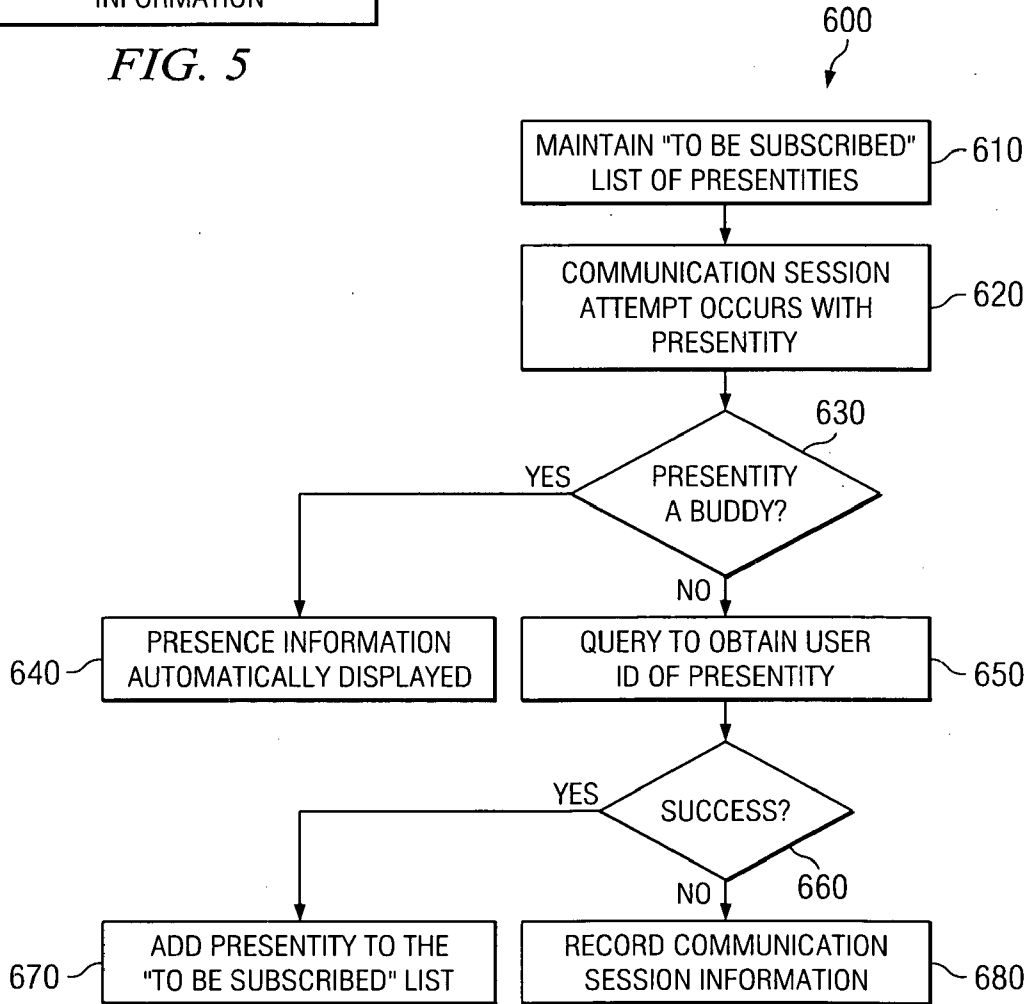 INFORMATION
FIG. 5
600
MAINTAIN "TO BE SUBSCRIBED"
LIST OF PRESENTITIES
610
COMMUNICATION SESSION
ATTEMPT OCCURS WITH
PRESENTITY
620
630
PRESENTITY
A BUDDY?
YES
NO
PRESENCE INFORMATION
AUTOMATICALLY DISPLAYED
640
QUERY TO OBTAIN USER
ID OF PRESENTITY
650
SUCCESS?
660
YES
NO
ADD PRESENTITY TO THE
"TO BE SUBSCRIBED" LIST
670
RECORD COMMUNICATION
SESSION INFORMATION
680